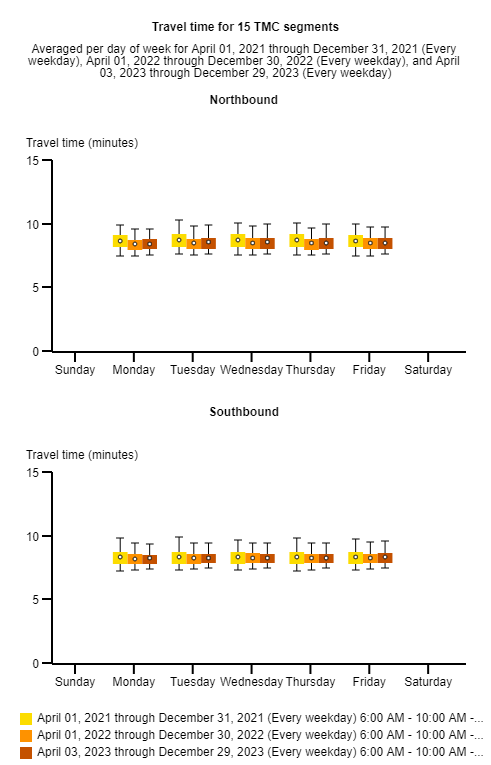 Travel time for 15 TMC segments
Averaged per day of week for April 01, 2021 through December 31, 2021 (Every
weekday), April 01, 2022 through December 30, 2022 (Every weekday), and April
03, 2023 through December 29, 2023 (Every weekday)
Northbound
Travel time (minutes)
15
10
5
0
Sunday Monday Tuesday Wednesday Thursday Friday Saturday
Southbound
Travel time (minutes)
15
10
5
0
Sunday Monday Tuesday Wednesday Thursday Friday Saturday
April 01, 2021 through December 31, 2021 (Every weekday) 6:00 AM - 10:00 AM -...
April 01, 2022 through December 30, 2022 (Every weekday) 6:00 AM - 10:00 AM -...
April 03, 2023 through December 29, 2023 (Every weekday) 6:00 AM - 10:00 AM -...